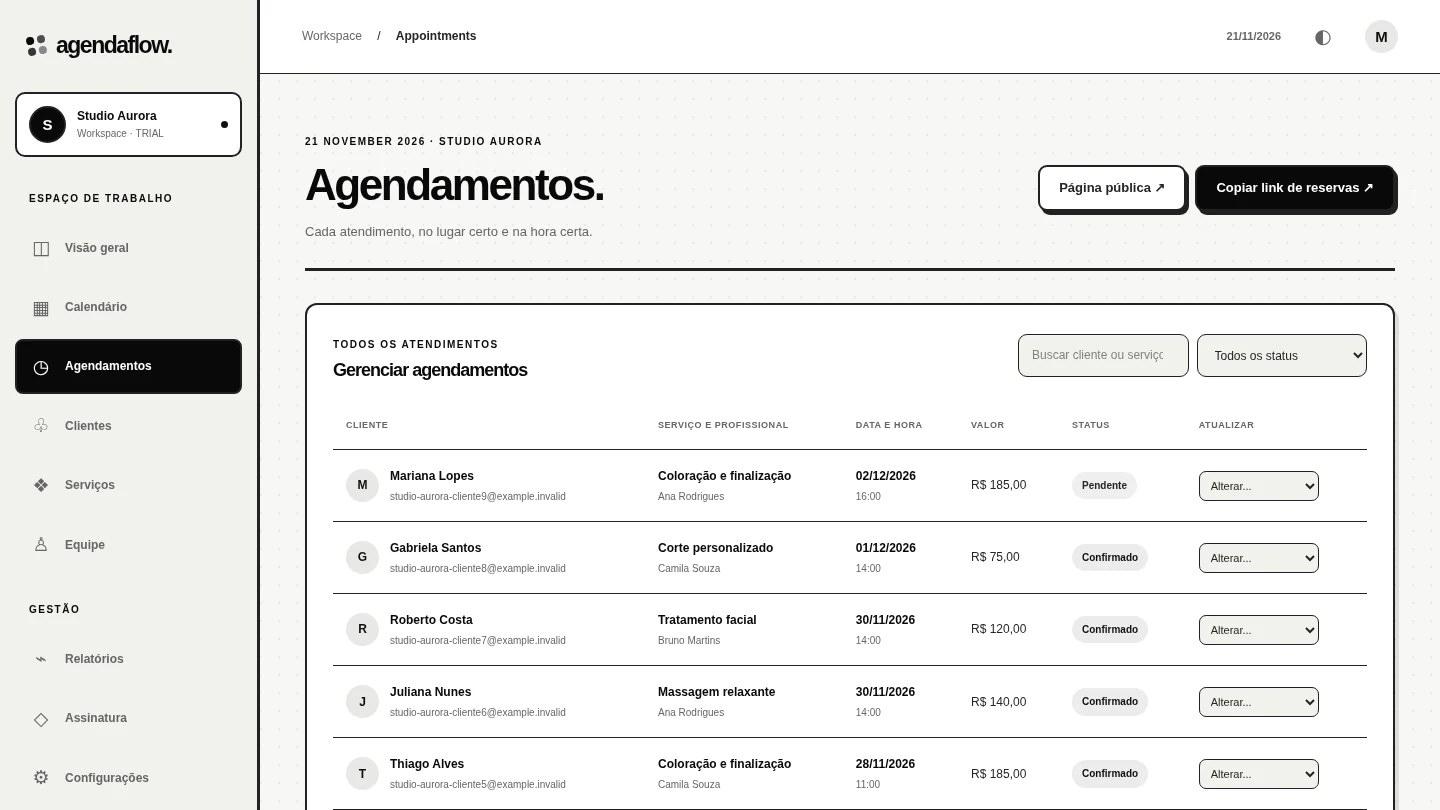 agendaflow.
S
Studio Aurora
Workspace · TRIAL
ESPAÇO DE TRABALHO
Visão geral
Calendário
Agendamentos
Clientes
Serviços
Equipe
GESTÃO
Relatórios
Assinatura
Configurações
Workspace / Appointments
21/11/2026
M
21 NOVEMBER 2026 · STUDIO AURORA
Agendamentos.
Cada atendimento, no lugar certo e na hora certa.
Página pública ↗
Copiar link de reservas ↗
TODOS OS ATENDIMENTOS
Gerenciar agendamentos
Buscar cliente ou serviço
Todos os status
CLIENTE SERVIÇO E PROFISSIONAL DATA E HORA VALOR STATUS ATUALIZAR
M Mariana Lopes Coloração e finalização 02/12/2026 R$ 185,00 Pendente Alterar...
studio-aurora-cliente9@example.invalid Ana Rodrigues 16:00
G Gabriela Santos Corte personalizado 01/12/2026 R$ 75,00 Confirmado Alterar...
studio-aurora-cliente8@example.invalid Camila Souza 14:00
R Roberto Costa Tratamento facial 30/11/2026 R$ 120,00 Confirmado Alterar...
studio-aurora-cliente7@example.invalid Bruno Martins 14:00
J Juliana Nunes Massagem relaxante 30/11/2026 R$ 140,00 Confirmado Alterar...
studio-aurora-cliente6@example.invalid Ana Rodrigues 14:00
T Thiago Alves Coloração e finalização 28/11/2026 R$ 185,00 Confirmado Alterar...
studio-aurora-cliente5@example.invalid Camila Souza 11:00